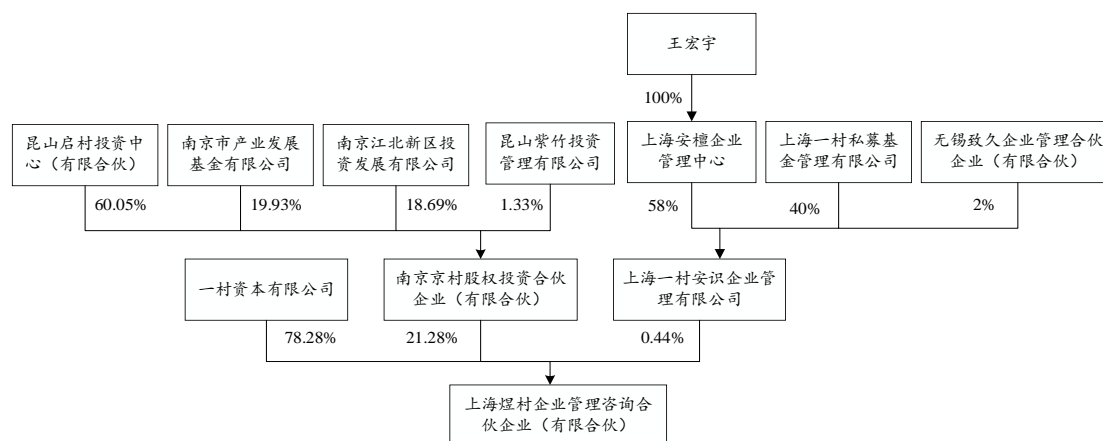 王宏宇
100%
昆山启村投资中
心（有限合伙）
南京市产业发展
基金有限公司
南京江北新区投
资发展有限公司
昆山紫竹投资
管理有限公司
上海安檀企业
管理中心
上海一村私募基
金管理有限公司
无锡致久企业管理合伙
企业（有限合伙）
60.05%
19.93%
18.69%
1.33%
58%
40%
2%
一村资本有限公司
南京京村股权投资合伙
企业（有限合伙）
上海一村安识企业管
理有限公司
78.28%
21.28%
0.44%
上海煜村企业管理咨询合
伙企业（有限合伙）